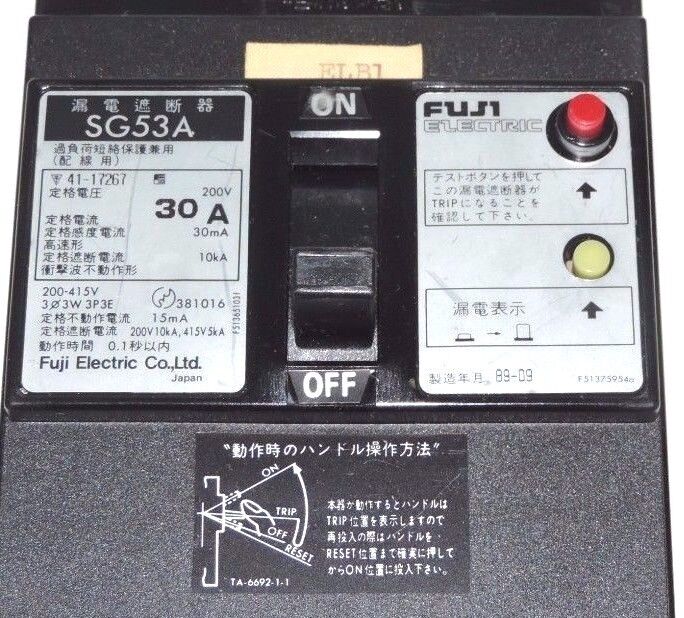 ELB1
漏電遮断器
SG53A
過負荷短絡保護兼用
(配線用)
41-17267
定格電圧 200V
定格電流 30A
定格感度電流 30mA
高速形
定格遮断電流 10kA
衝撃波不動作形
200-415V
3ø3W 3P3E 381016
定格不動作電流 15mA
定格遮断電流 200V10kA, 415V5kA
動作時間 0.1秒以内
Fuji Electric Co., Ltd.
Japan
ON
OFF
FUJI
ELECTRIC
テストボタンを押して
この漏電遮断器が
TRIPになることを
確認して下さい。
漏電表示
製造年月 89-09
"動作時のハンドル操作方法"
ON
TRIP
OFF
RESET
本器が動作するとハンドルは
TRIP位置を表示しますので
再投入の際はハンドルを
RESET位置まで確実に押して
からON位置に投入下さい。
TA-6692-1-1